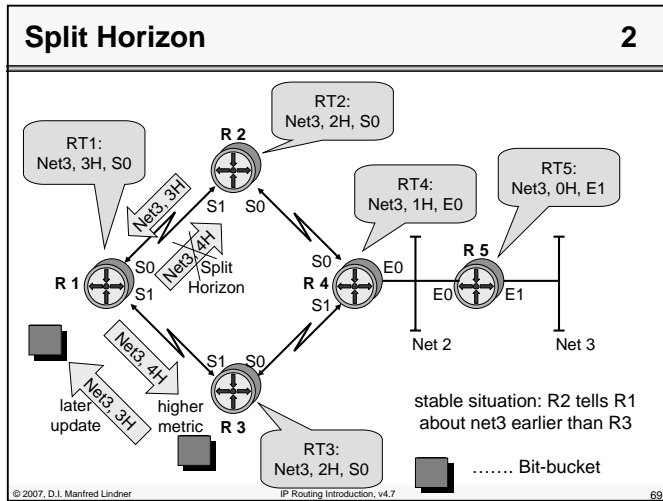 Split Horizon 2
RT2:
Net3, 2H, S0
RT1:
Net3, 3H, S0
R 2
RT4:
Net3, 1H, E0
RT5:
Net3, 0H, E1
Net3, 3H
S1
S0
Net3, 4H
Split
Horizon
S0
R 1
S1
S0
R 4
S1
E0
R 5
E0
E1
Net 2
Net 3
Net3, 4H
S1
S0
Net3, 3H
later
update
higher
metric
R 3
RT3:
Net3, 2H, S0
stable situation: R2 tells R1
about net3 earlier than R3
....... Bit-bucket
© 2007, D.I. Manfred Lindner
IP Routing Introduction, v4.7
69